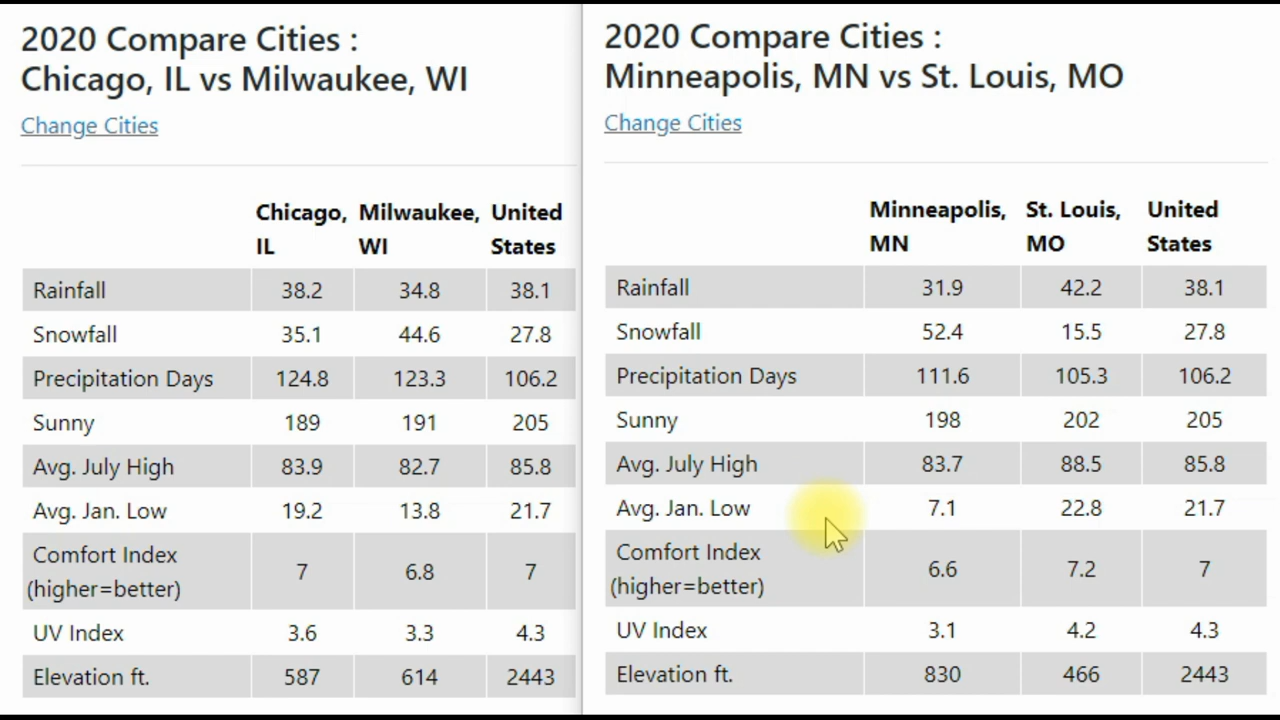 2020 Compare Cities :
Chicago, IL vs Milwaukee, WI
Change Cities
Chicago, IL Milwaukee, WI United States
Rainfall 38.2 34.8 38.1
Snowfall 35.1 44.6 27.8
Precipitation Days 124.8 123.3 106.2
Sunny 189 191 205
Avg. July High 83.9 82.7 85.8
Avg. Jan. Low 19.2 13.8 21.7
Comfort Index (higher=better) 7 6.8 7
UV Index 3.6 3.3 4.3
Elevation ft. 587 614 2443
2020 Compare Cities :
Minneapolis, MN vs St. Louis, MO
Change Cities
Minneapolis, MN St. Louis, MO United States
Rainfall 31.9 42.2 38.1
Snowfall 52.4 15.5 27.8
Precipitation Days 111.6 105.3 106.2
Sunny 198 202 205
Avg. July High 83.7 88.5 85.8
Avg. Jan. Low 7.1 22.8 21.7
Comfort Index (higher=better) 6.6 7.2 7
UV Index 3.1 4.2 4.3
Elevation ft. 830 466 2443